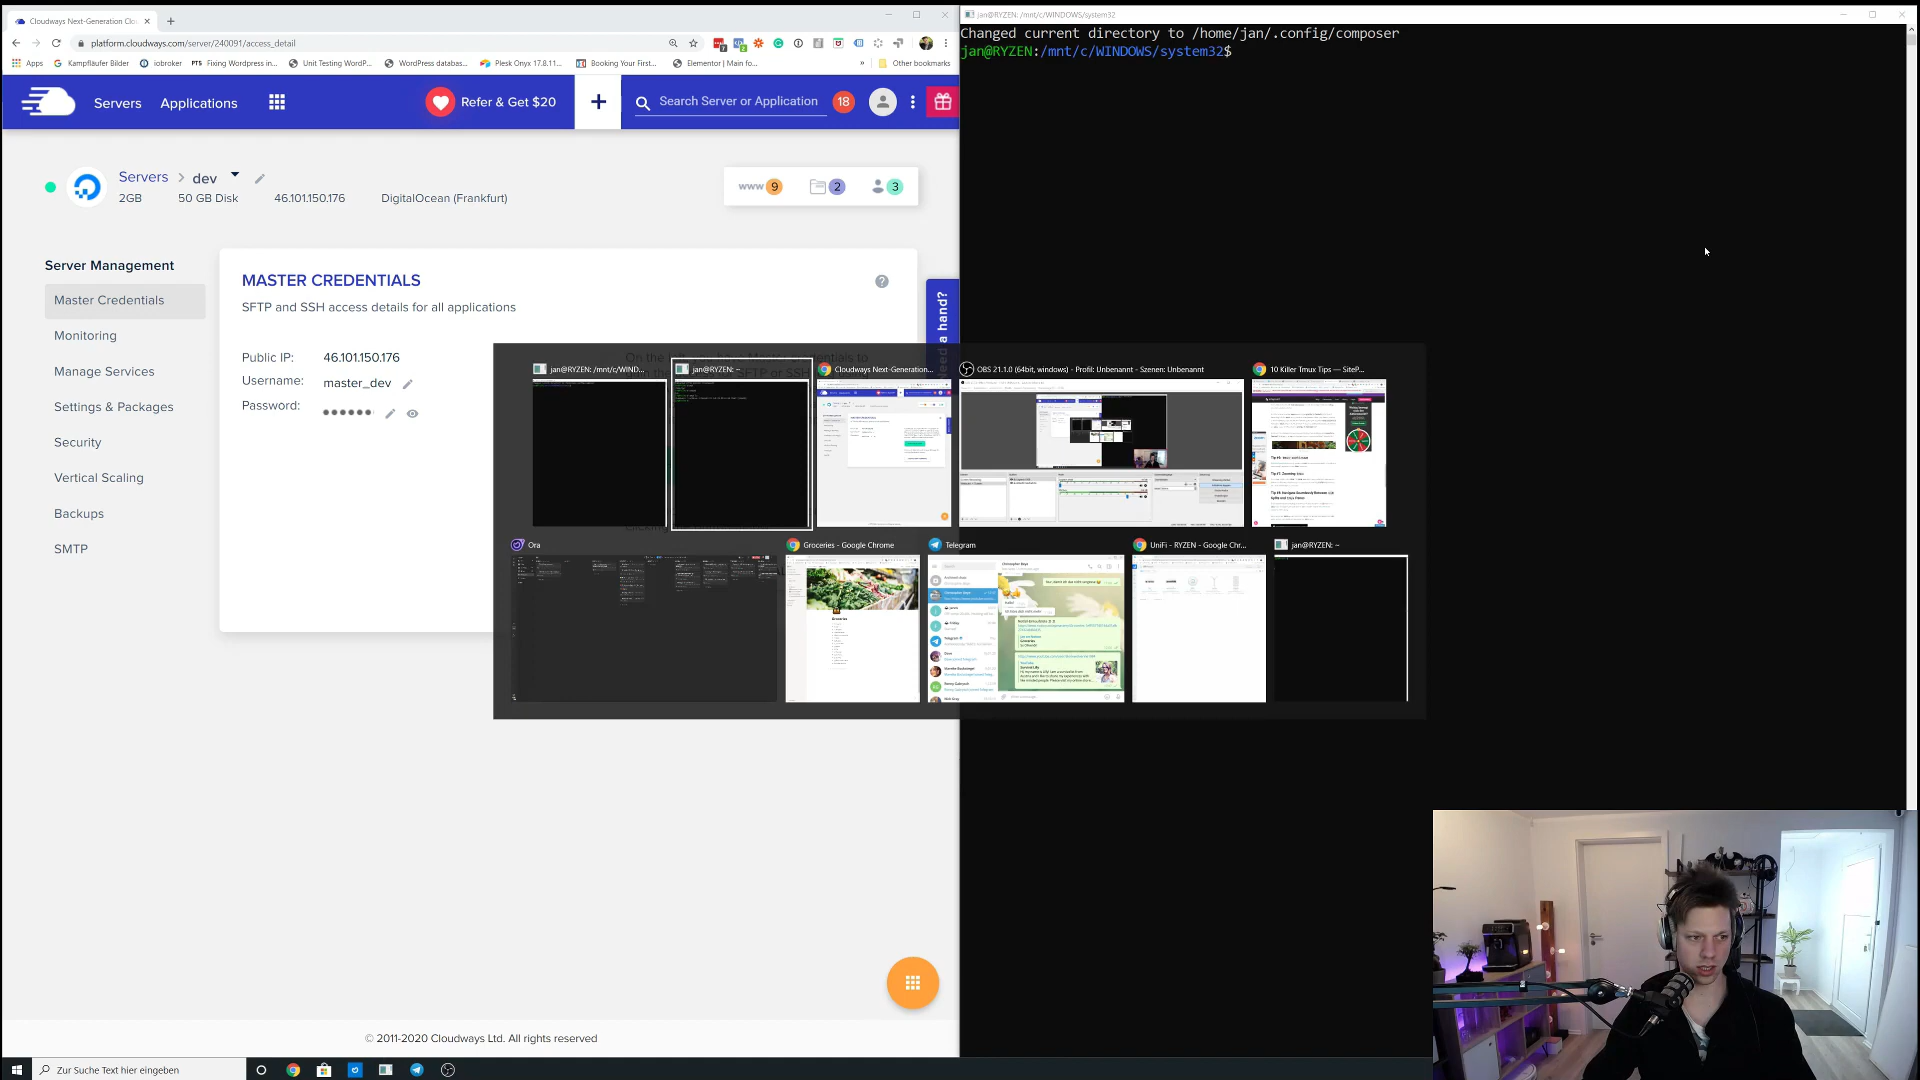 Cloudways Next-Generation Clo
platform.cloudways.com/server/240091/access_detail
Apps
Kampfläufer Bilder
iobroker
PTS
Fixing Wordpress in...
Unit Testing WordP...
WordPress databas...
Plesk Onyx 17.8.11...
Booking Your First...
Elementor | Main fo...
»
Other bookmarks
Servers
Applications
Refer & Get $20
+
Search Server or Application
18
Servers > dev
2GB
50 GB Disk
46.101.150.176
DigitalOcean (Frankfurt)
www 9
2
3
Server Management
Master Credentials
Monitoring
Manage Services
Settings & Packages
Security
Vertical Scaling
Backups
SMTP
MASTER CREDENTIALS
SFTP and SSH access details for all applications
Public IP:
46.101.150.176
Username:
master_dev
Password:
Need a hand?
© 2011-2020 Cloudways Ltd. All rights reserved
jan@RYZEN: /mnt/c/WINDOWS/system32
Changed current directory to /home/jan/.config/composer
jan@RYZEN:/mnt/c/WINDOWS/system32$
jan@RYZEN: /mnt/c/WIND...
jan@RYZEN: ~
Cloudways Next-Generation...
OBS 21.1.0 (64bit, windows) - Profil: Unbenannt - Szenen: Unbenannt
10 Killer Tmux Tips — SiteP...
Ora
Groceries - Google Chrome
Telegram
UniFi - RYZEN - Google Chr...
jan@RYZEN: ~
Groceries
Zur Suche Text hier eingeben